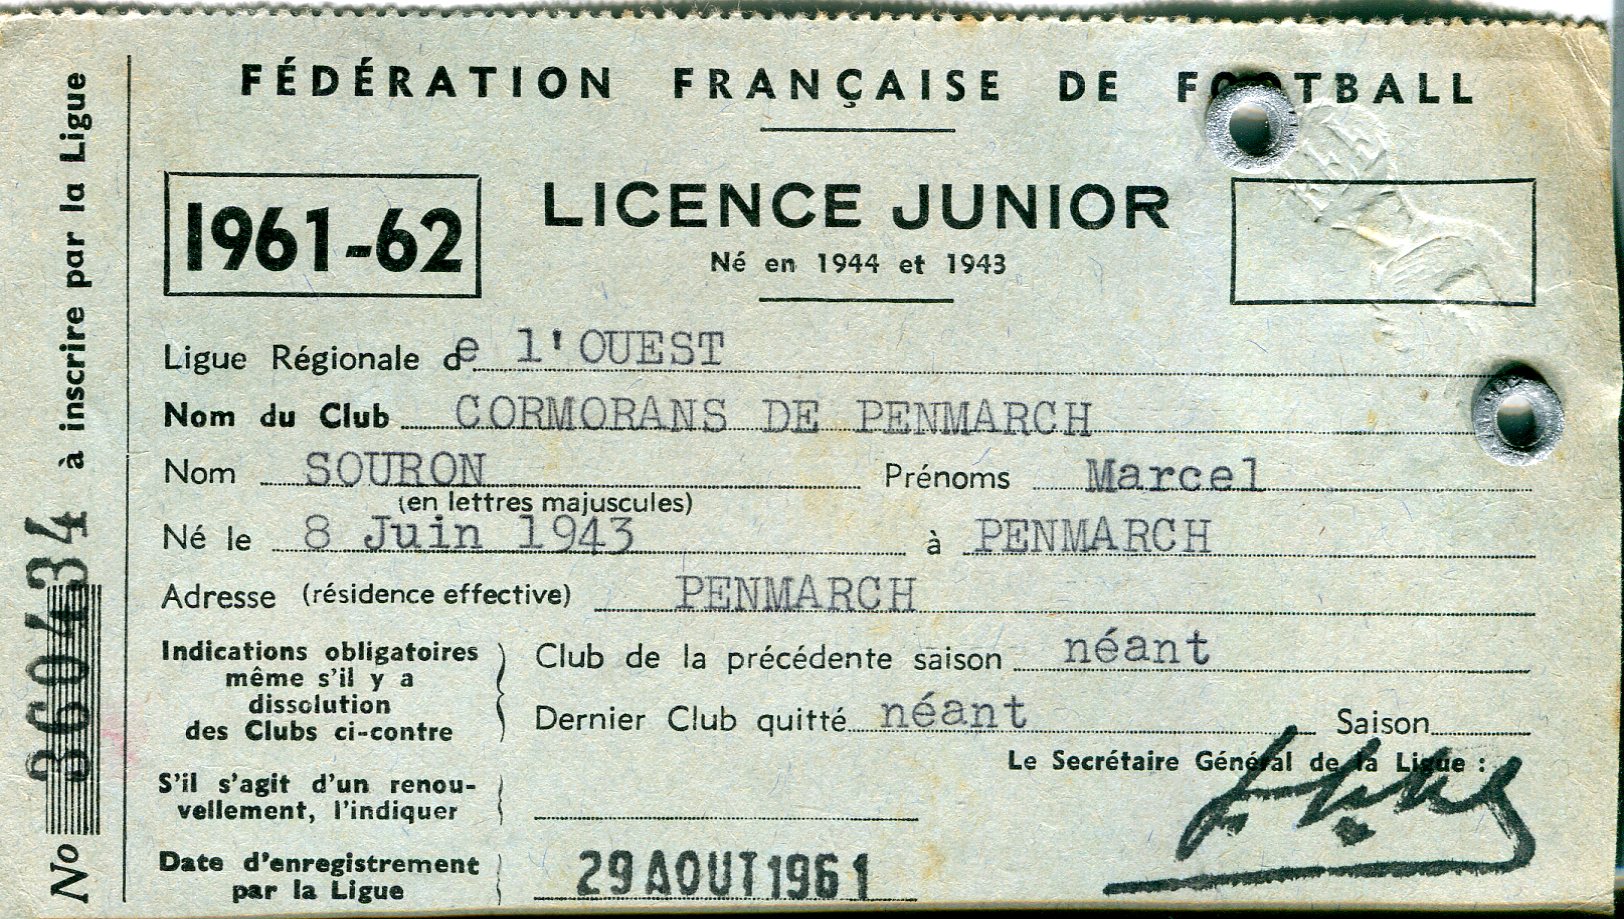 FÉDÉRATION FRANÇAISE DE FOOTBALL
1961-62
LICENCE JUNIOR
Né en 1944 et 1943
Ligue Régionale de l'OUEST
Nom du Club CORMORANS DE PENMARCH
Nom SOURON Prénoms Marcel
(en lettres majuscules)
Né le 8 Juin 1943 à PENMARCH
Adresse (résidence effective) PENMARCH
Indications obligatoires
même s'il y a
dissolution
des Clubs ci-contre
Club de la précédente saison néant
Dernier Club quitté néant Saison
Le Secrétaire Général de la Ligue :
S'il s'agit d'un renou-
vellement, l'indiquer
Date d'enregistrement
par la Ligue
29 AOUT 1961
No 360434 à inscrire par la Ligue